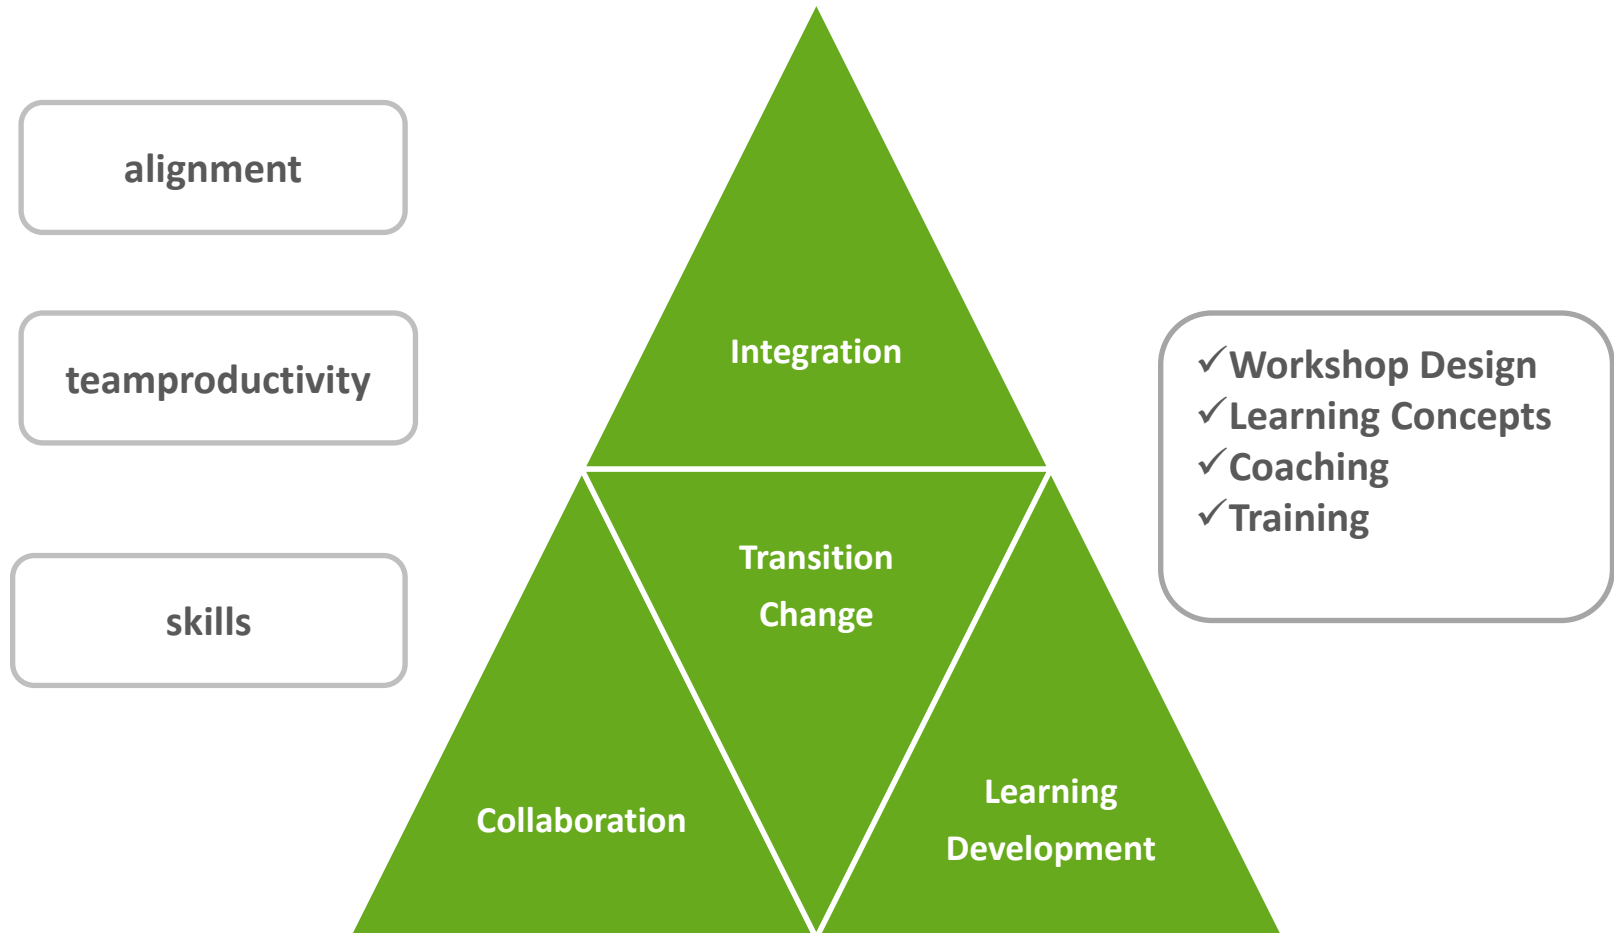 alignment
teamproductivity
skills
Integration
Transition
Change
Collaboration
Learning
Development
✓Workshop Design
✓Learning Concepts
✓Coaching
✓Training